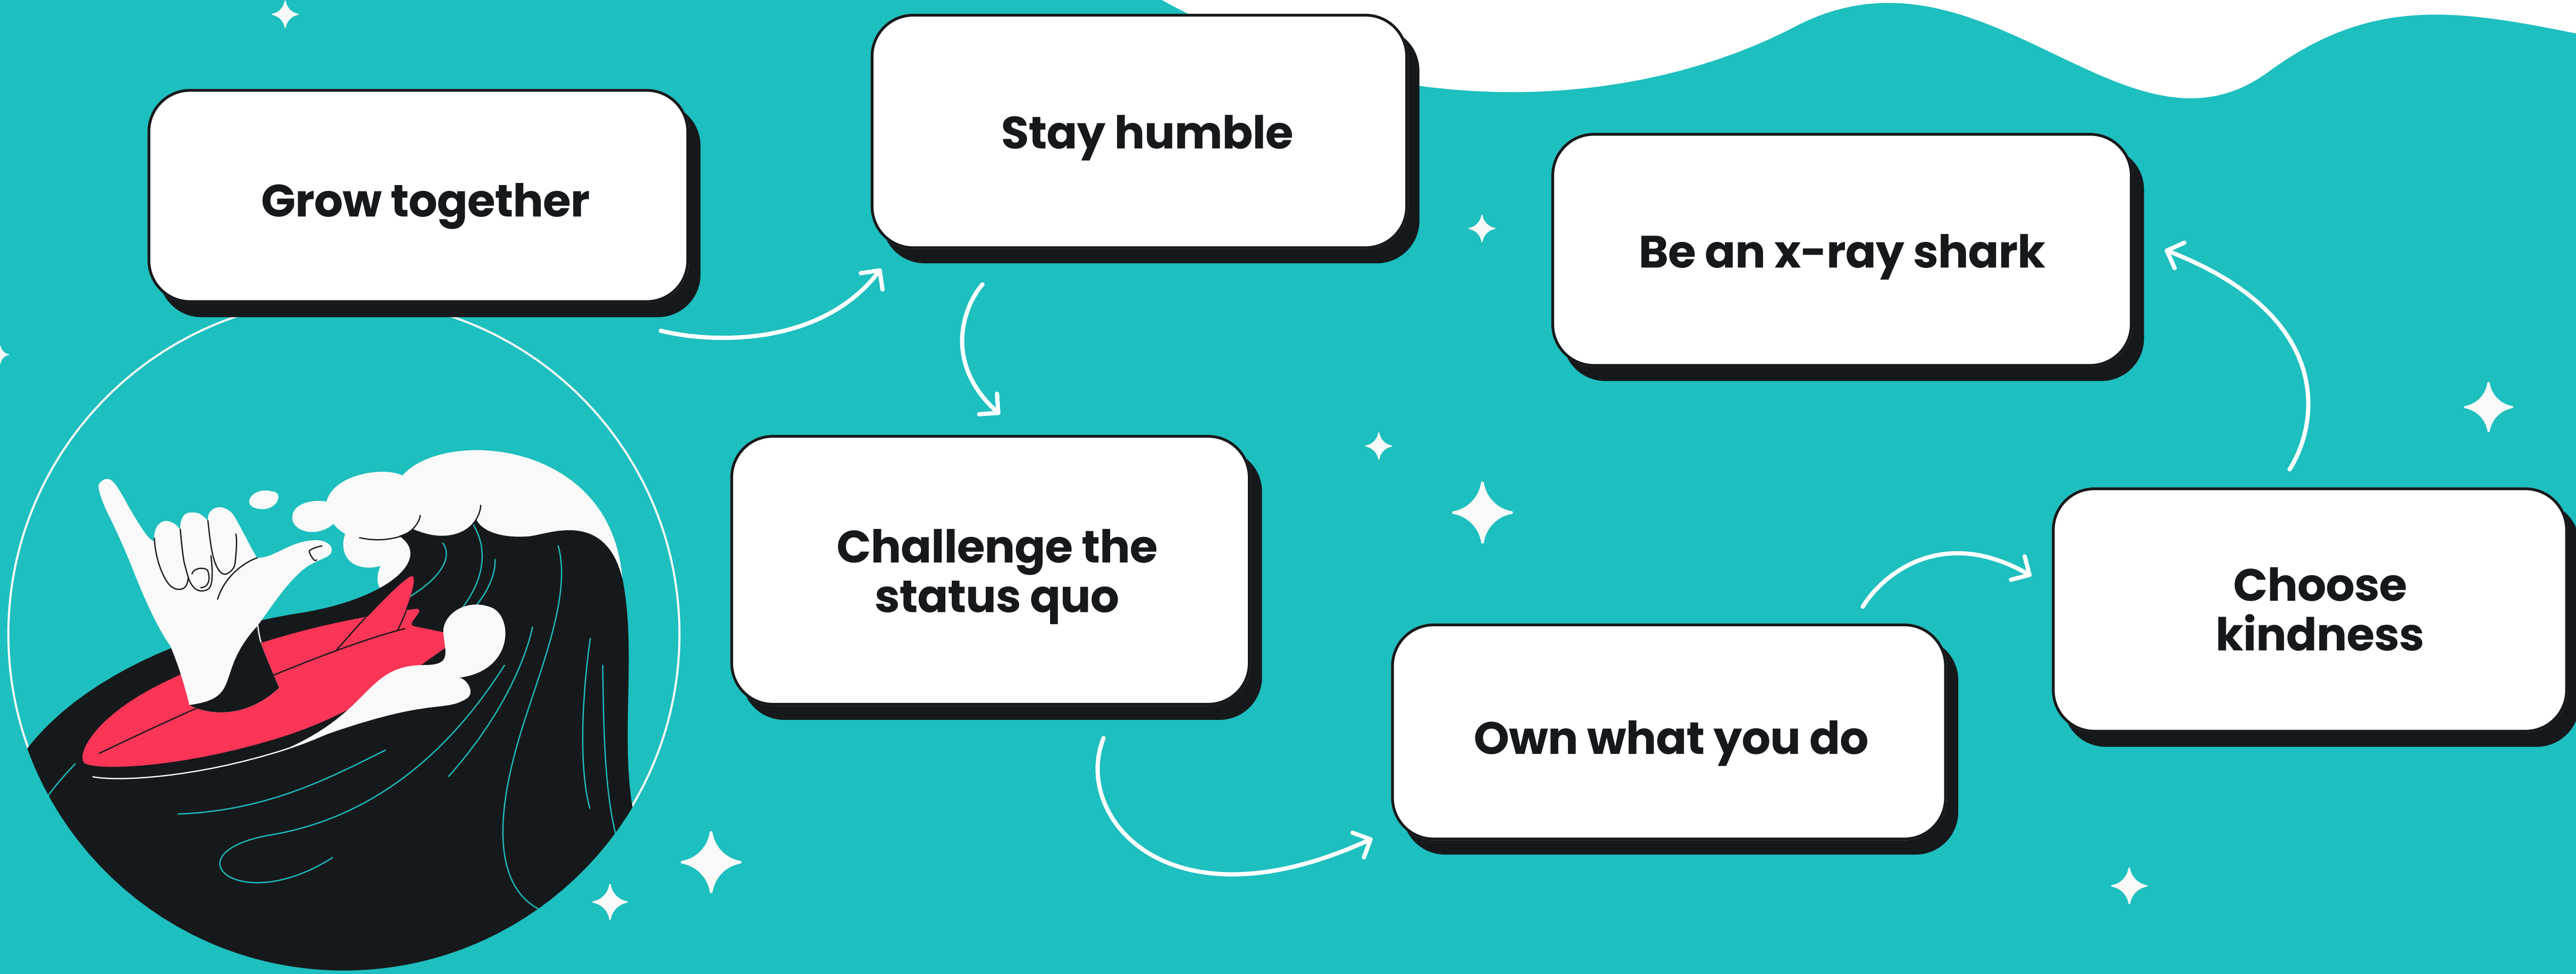 Grow together
Stay humble
Challenge the
status quo
Own what you do
Choose
kindness
Be an x-ray shark